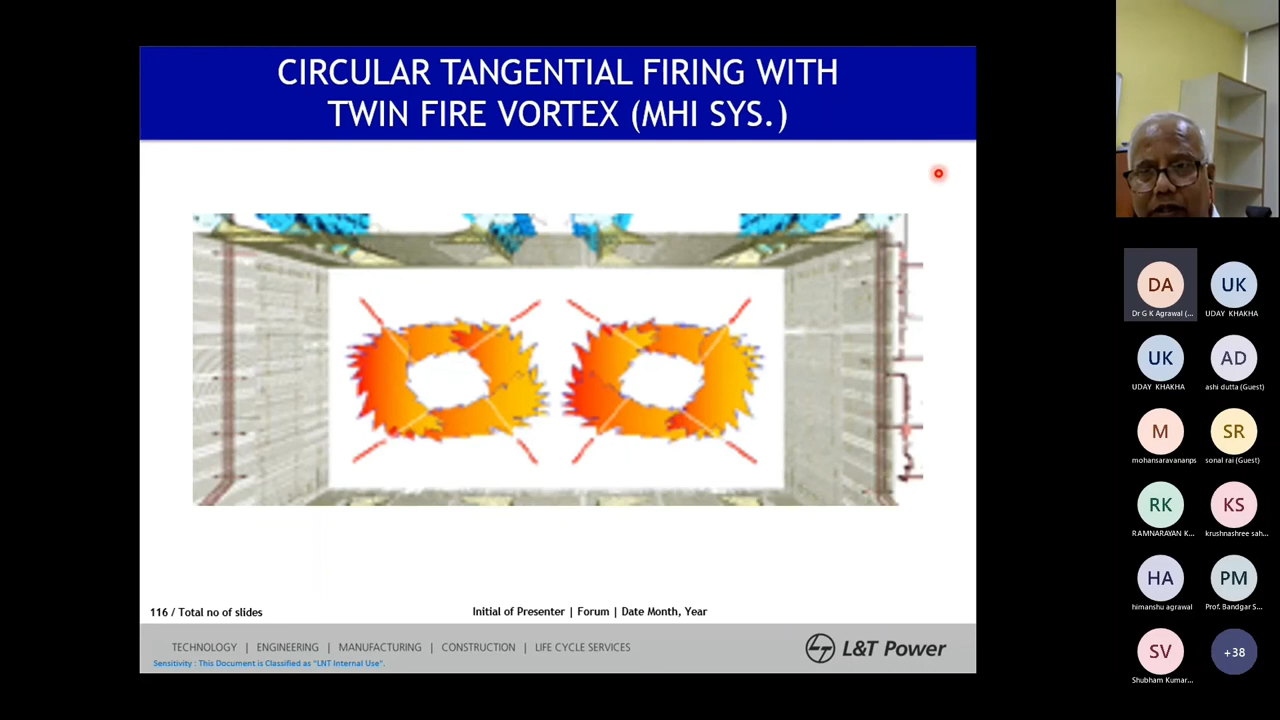 CIRCULAR TANGENTIAL FIRING WITH
TWIN FIRE VORTEX (MHI SYS.)
116 / Total no of slides
Initial of Presenter | Forum | Date Month, Year
TECHNOLOGY | ENGINEERING | MANUFACTURING | CONSTRUCTION | LIFE CYCLE SERVICES
Sensitivity : This Document is Classified as "LNT Internal Use".
L&T Power
DA
Dr G K Agrawal (...
UK
UDAY KHAKHA
UK
UDAY KHAKHA
AD
ashi dutta (Guest)
M
mohansaravananps
SR
sonal rai (Guest)
RK
RAMNARAYAN K...
KS
krushnashree sah...
HA
himanshu agrawal
PM
Prof. Bandgar S...
SV
Shubham Kumar...
+38